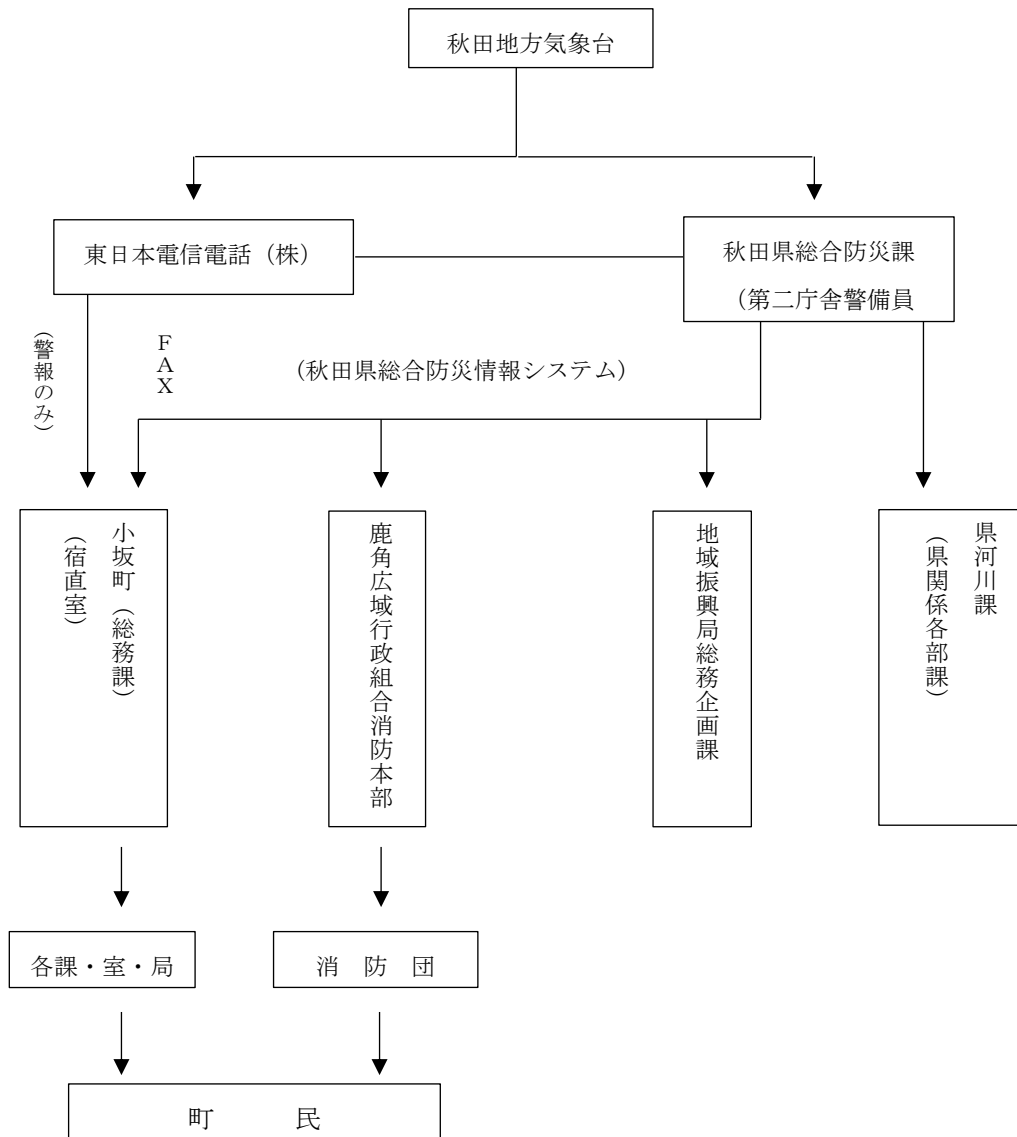 秋田地方気象台
東日本電信電話（株）
秋田県総合防災課
（第二庁舎警備員
（警報のみ）
FAX
（秋田県総合防災情報システム）
小坂町（総務課）
（宿直室）
鹿角広域行政組合消防本部
地域振興局総務企画課
県河川課
（県関係各部課）
各課・室・局
消　防　団
町　　　民